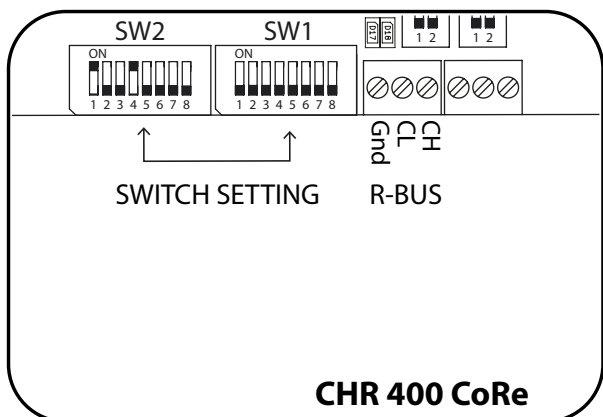 SW2 SW1
ON ON
1 2 3 4 5 6 7 8 1 2 3 4 5 6 7 8
D17 D18 1 2 1 2
Gnd CL CH
SWITCH SETTING R-BUS
CHR 400 CoRe